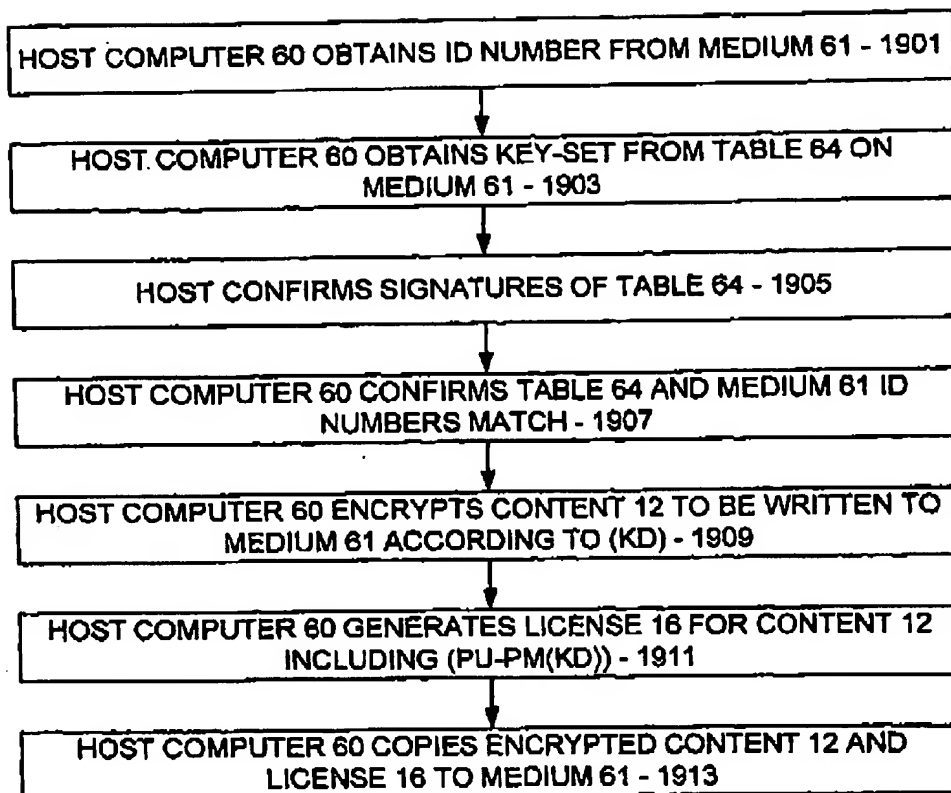 HOST COMPUTER 60 OBTAINS ID NUMBER FROM MEDIUM 61 - 1901
HOST. COMPUTER 60 OBTAINS KEY-SET FROM TABLE 64 ON
MEDIUM 61 - 1903
HOST CONFIRMS SIGNATURES OF TABLE 64 - 1905
HOST COMPUTER 60 CONFIRMS TABLE 64 AND MEDIUM 61 ID
NUMBERS MATCH - 1907
HOST COMPUTER 60 ENCRYPTS CONTENT 12 TO BE WRITTEN TO
MEDIUM 61 ACCORDING TO (KD) - 1909
HOST COMPUTER 60 GENERATES LICENSE 16 FOR CONTENT 12
INCLUDING (PU-PM(KD)) - 1911
HOST COMPUTER 60 COPIES ENCRYPTED CONTENT 12 AND
LICENSE 16 TO MEDIUM 61 - 1913